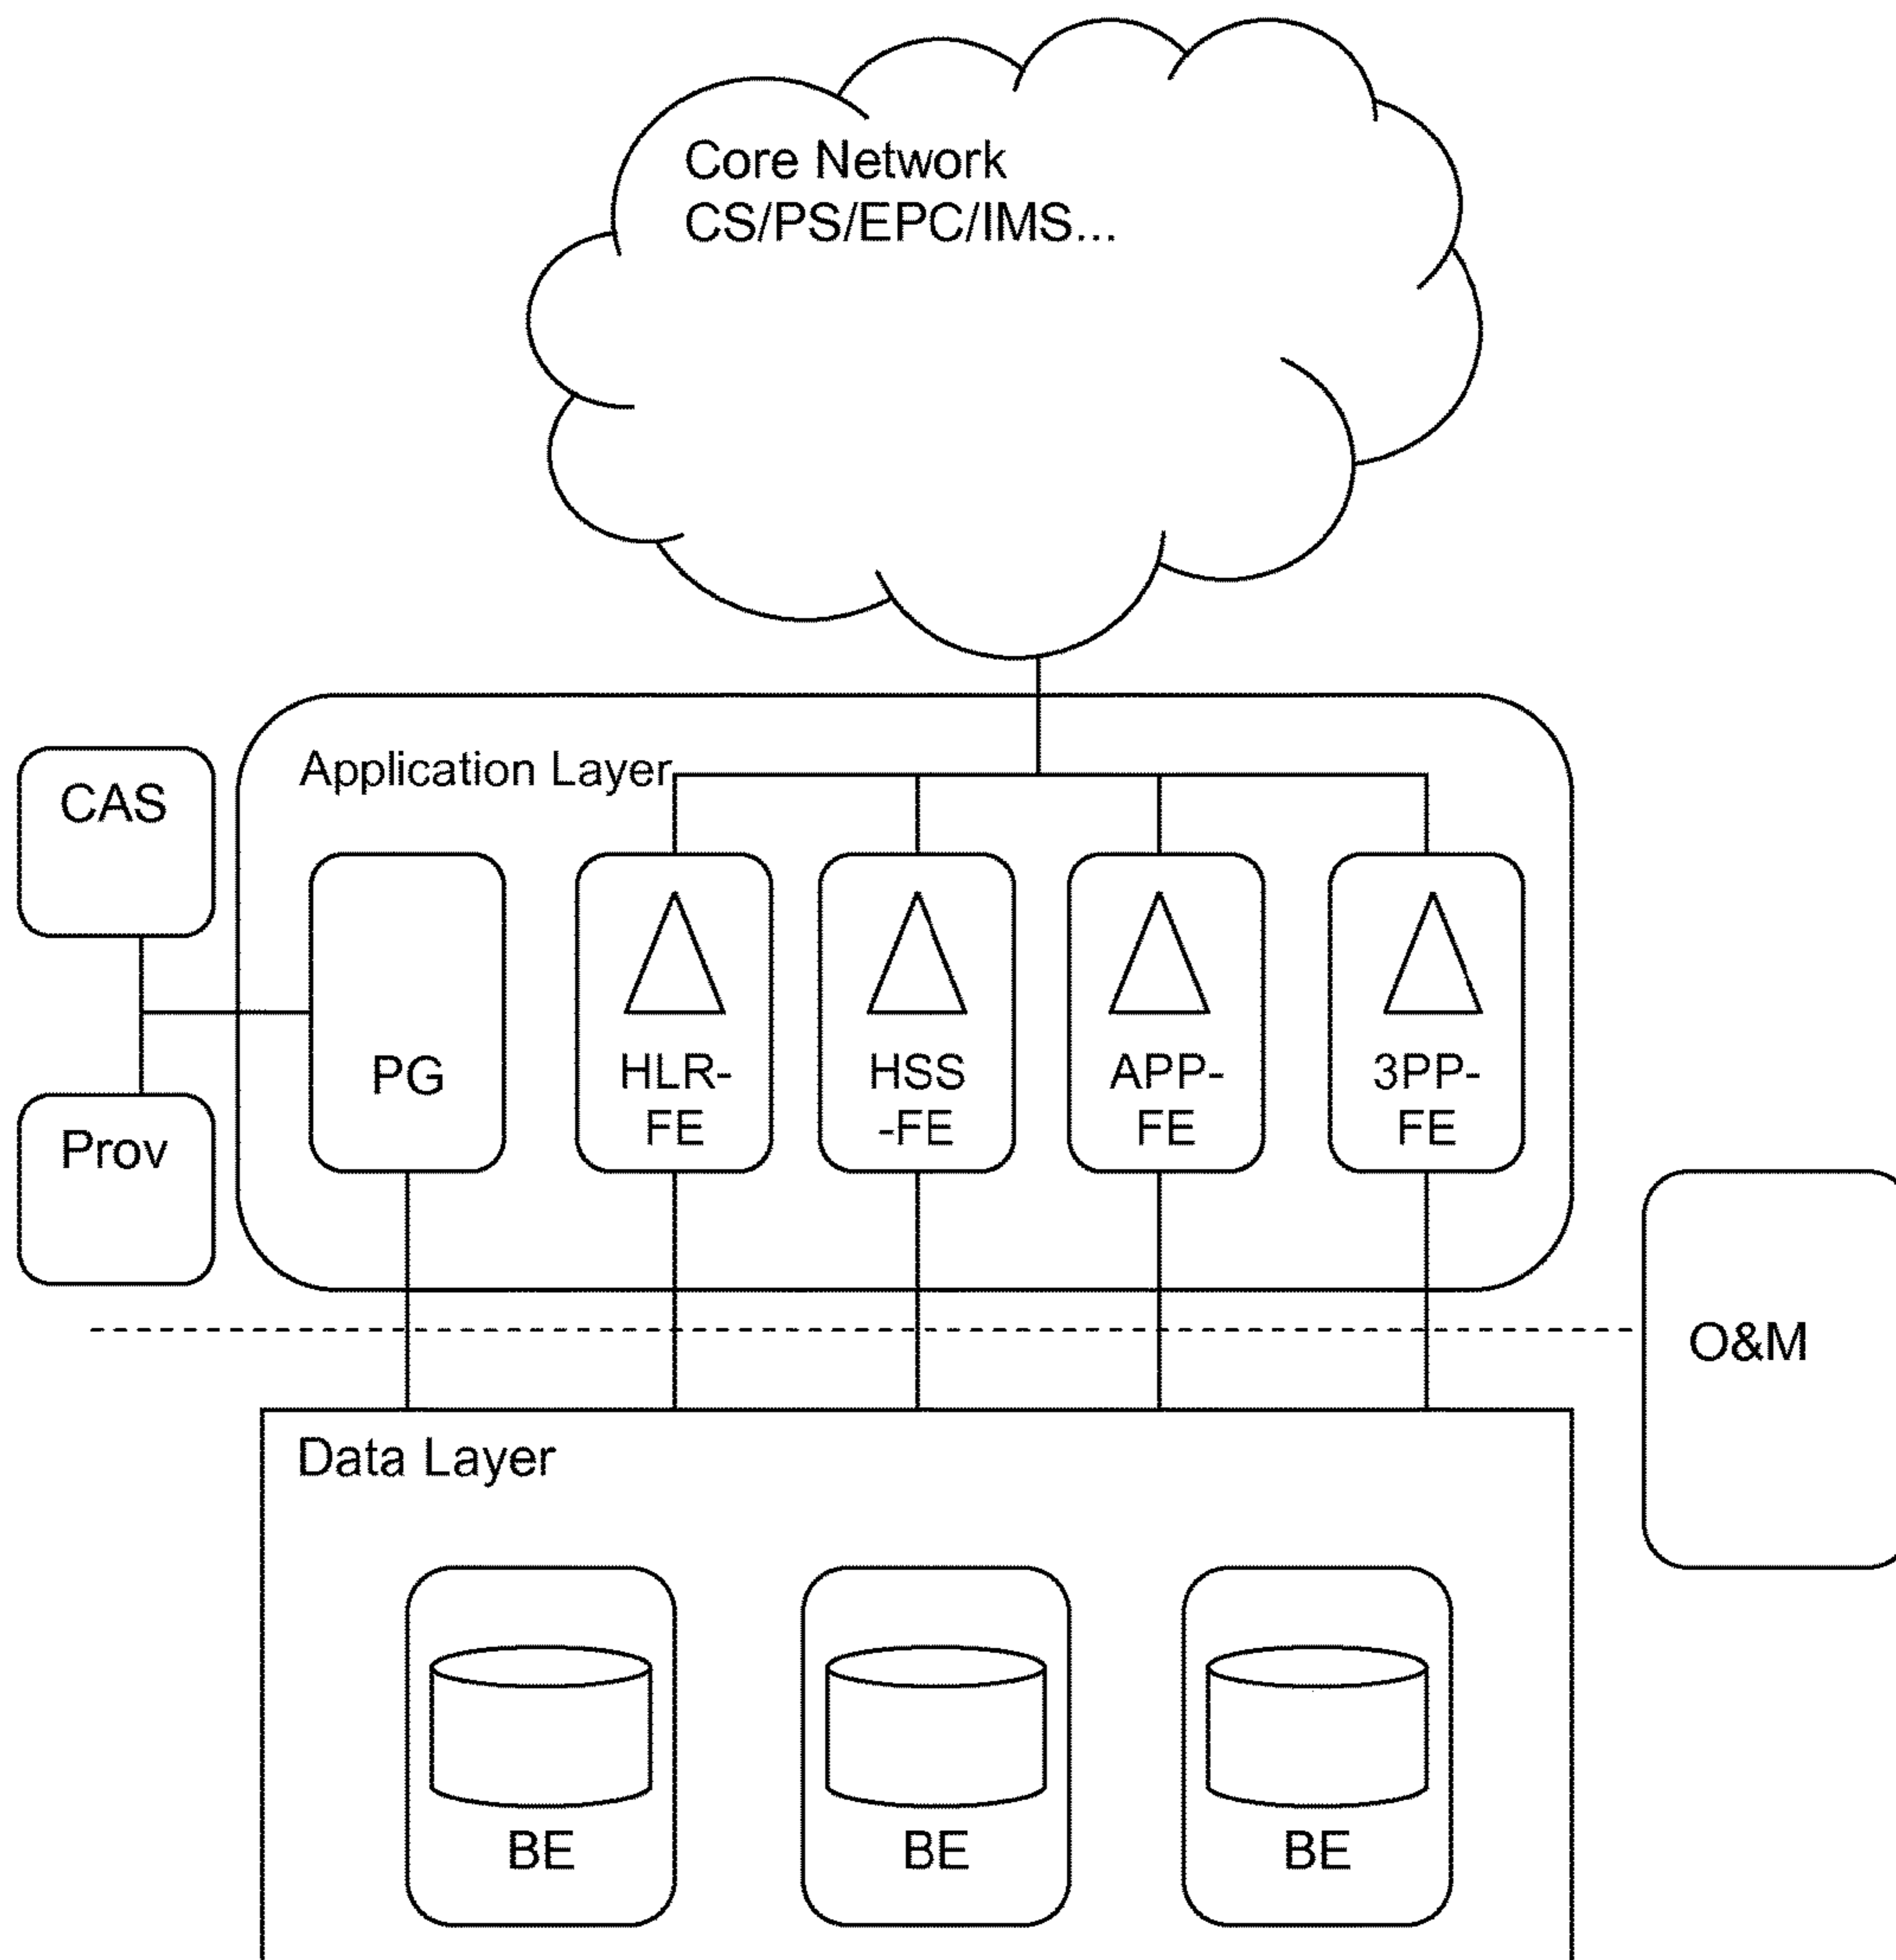 Core Network
CS/PS/EPC/IMS...
Application Layer
CAS
PG
HLR-
FE
HSS
-FE
APP-
FE
3PP-
FE
Prov
O&M
Data Layer
BE
BE
BE